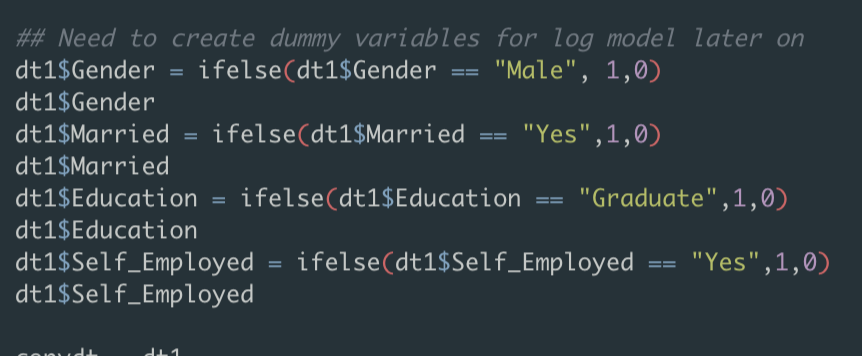 ## Need to create dummy variables for log model later on
dt1$Gender = ifelse(dt1$Gender == "Male", 1,0)
dt1$Gender
dt1$Married = ifelse(dt1$Married == "Yes",1,0)
dt1$Married
dt1$Education = ifelse(dt1$Education == "Graduate",1,0)
dt1$Education
dt1$Self_Employed = ifelse(dt1$Self_Employed == "Yes",1,0)
dt1$Self_Employed